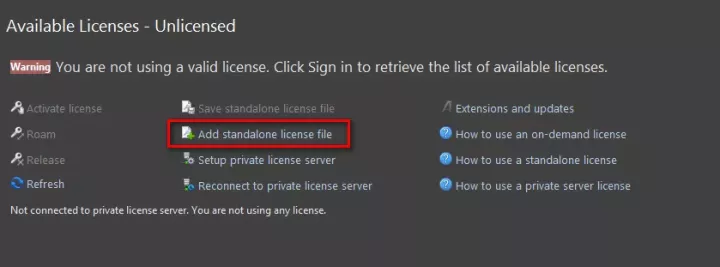 Available Licenses - Unlicensed
Warning You are not using a valid license. Click Sign in to retrieve the list of available licenses.
Activate license
Save standalone license file
Extensions and updates
Roam
Add standalone license file
How to use an on-demand license
Release
Setup private license server
How to use a standalone license
Refresh
Reconnect to private license server
How to use a private server license
Not connected to private license server. You are not using any license.